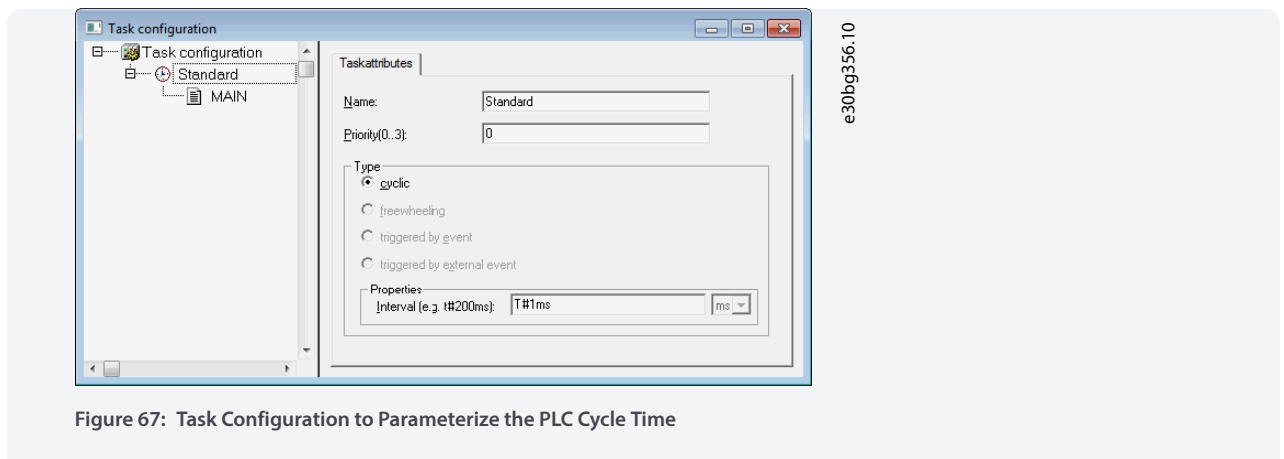 Task configuration
Task configuration
Standard
MAIN
Taskattributes
Name: Standard
Priority(0..3): 0
Type
cyclic
freewheeling
triggered by event
triggered by external event
Properties
Interval (e.g. t#200ms): T#1ms ms
e30bg356.10
Figure 67: Task Configuration to Parameterize the PLC Cycle Time